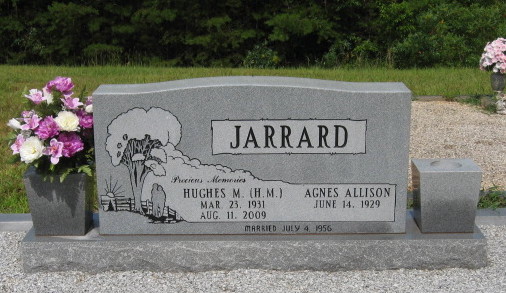 JARRARD
Precious Memories
HUGHES M. (H.M.)
MAR. 23, 1931
AUG. 11, 2009
AGNES ALLISON
JUNE 14, 1929
MARRIED JULY 4, 1956